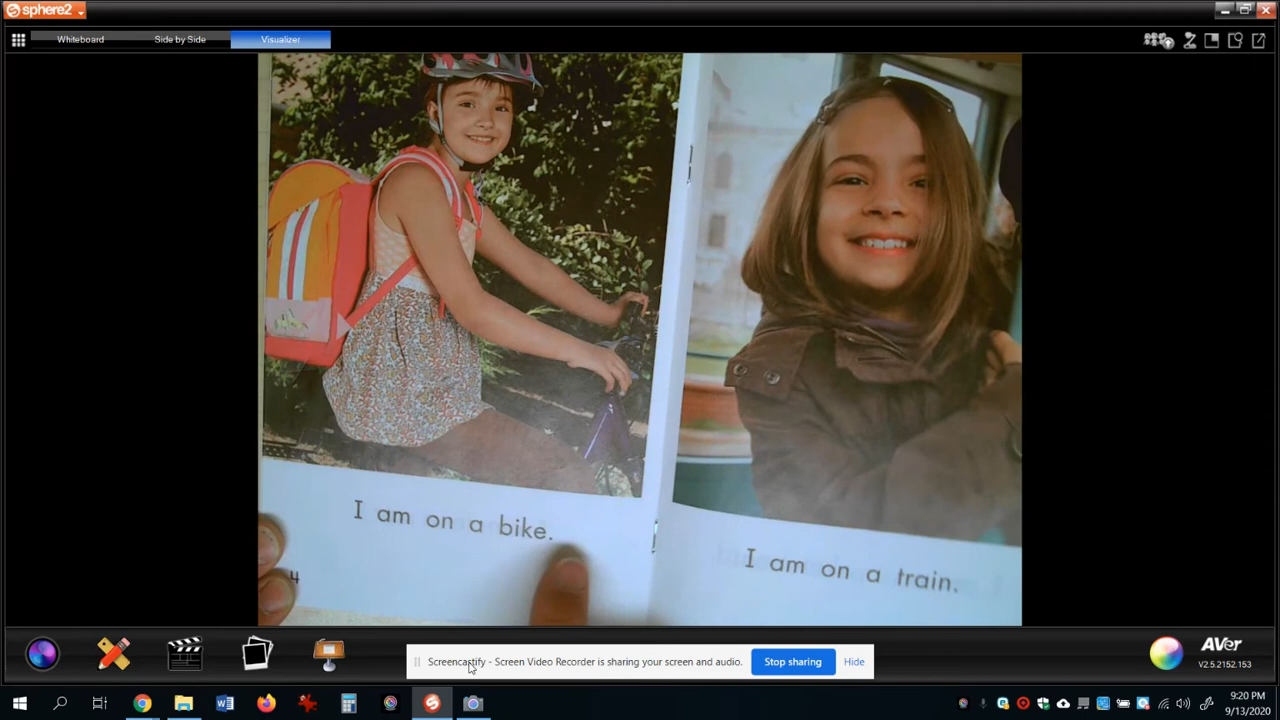 sphere2
Whiteboard
Side by Side
Visualizer
I am on a bike.
4
I am on a train.
Screencastify - Screen Video Recorder is sharing your screen and audio.
Stop sharing
Hide
AVer
V2.5.2152.153
9:20 PM
9/13/2020